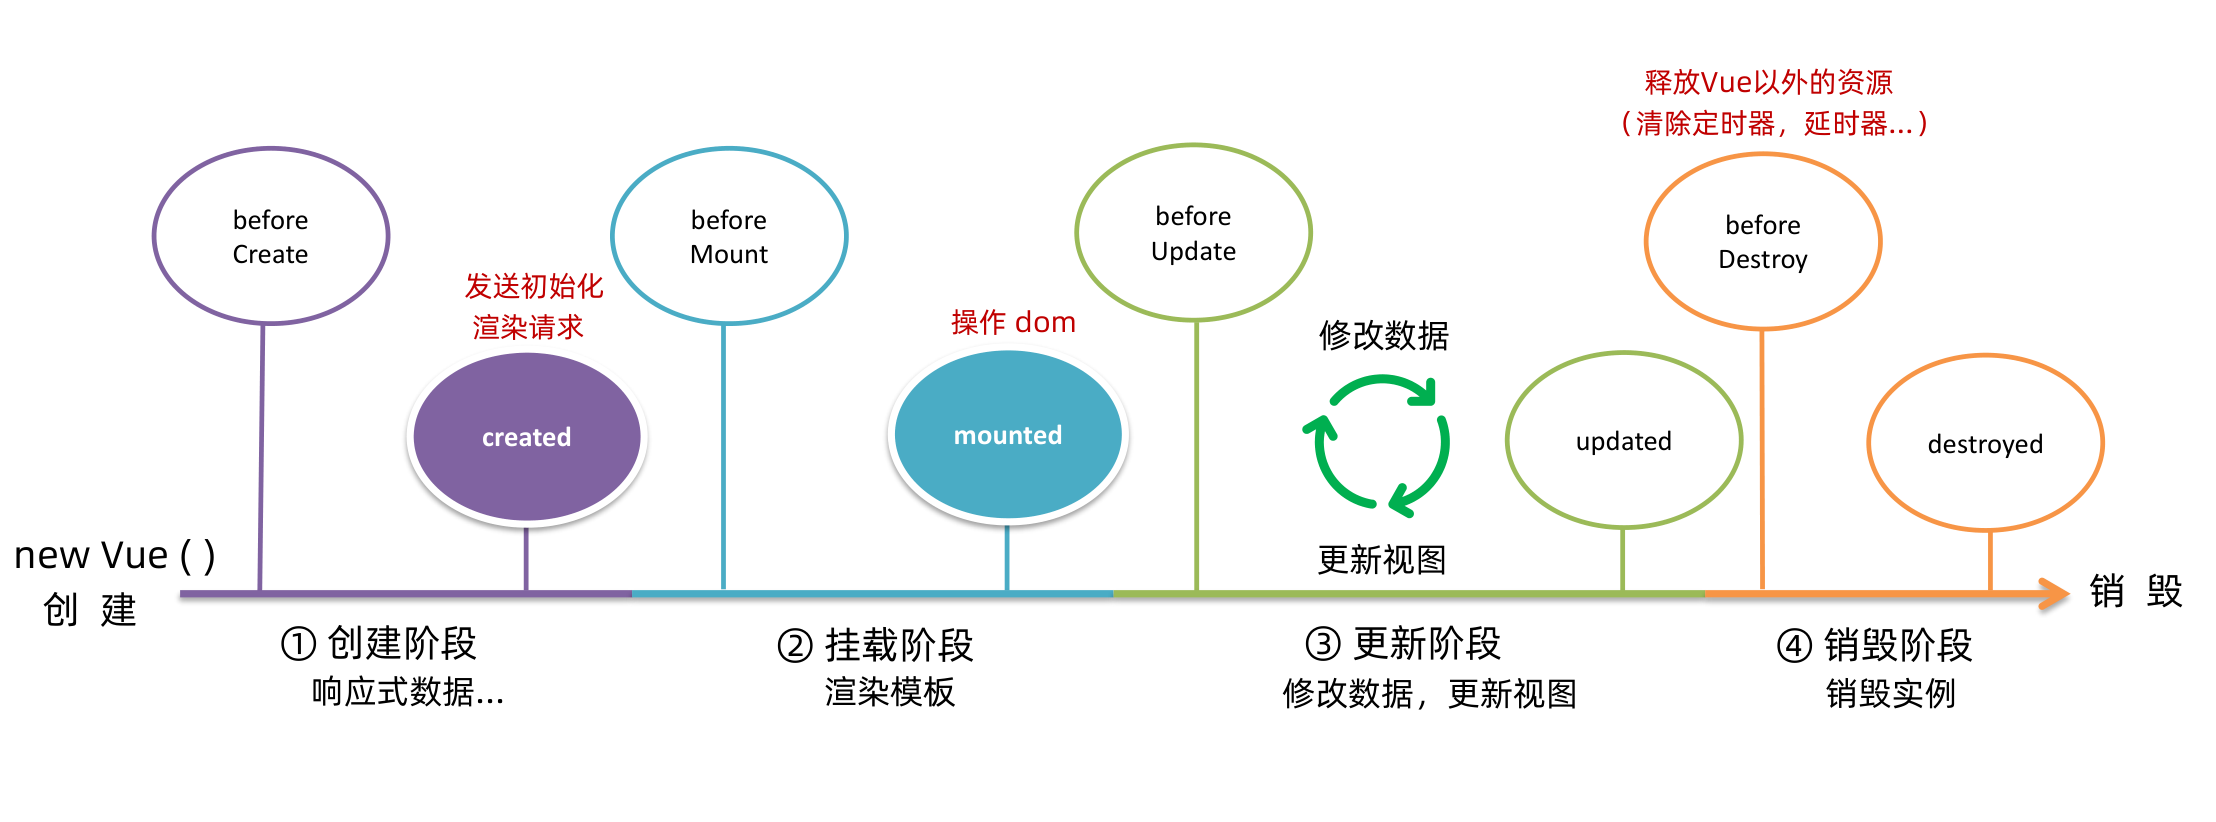 释放Vue以外的资源
（清除定时器，延时器...）
before
Create
before
Mount
before
Update
before
Destroy
发送初始化
渲染请求
操作 dom
修改数据
created
mounted
updated
destroyed
更新视图
new Vue ( )
创 建
销 毁
① 创建阶段
响应式数据...
② 挂载阶段
渲染模板
③ 更新阶段
修改数据，更新视图
④ 销毁阶段
销毁实例